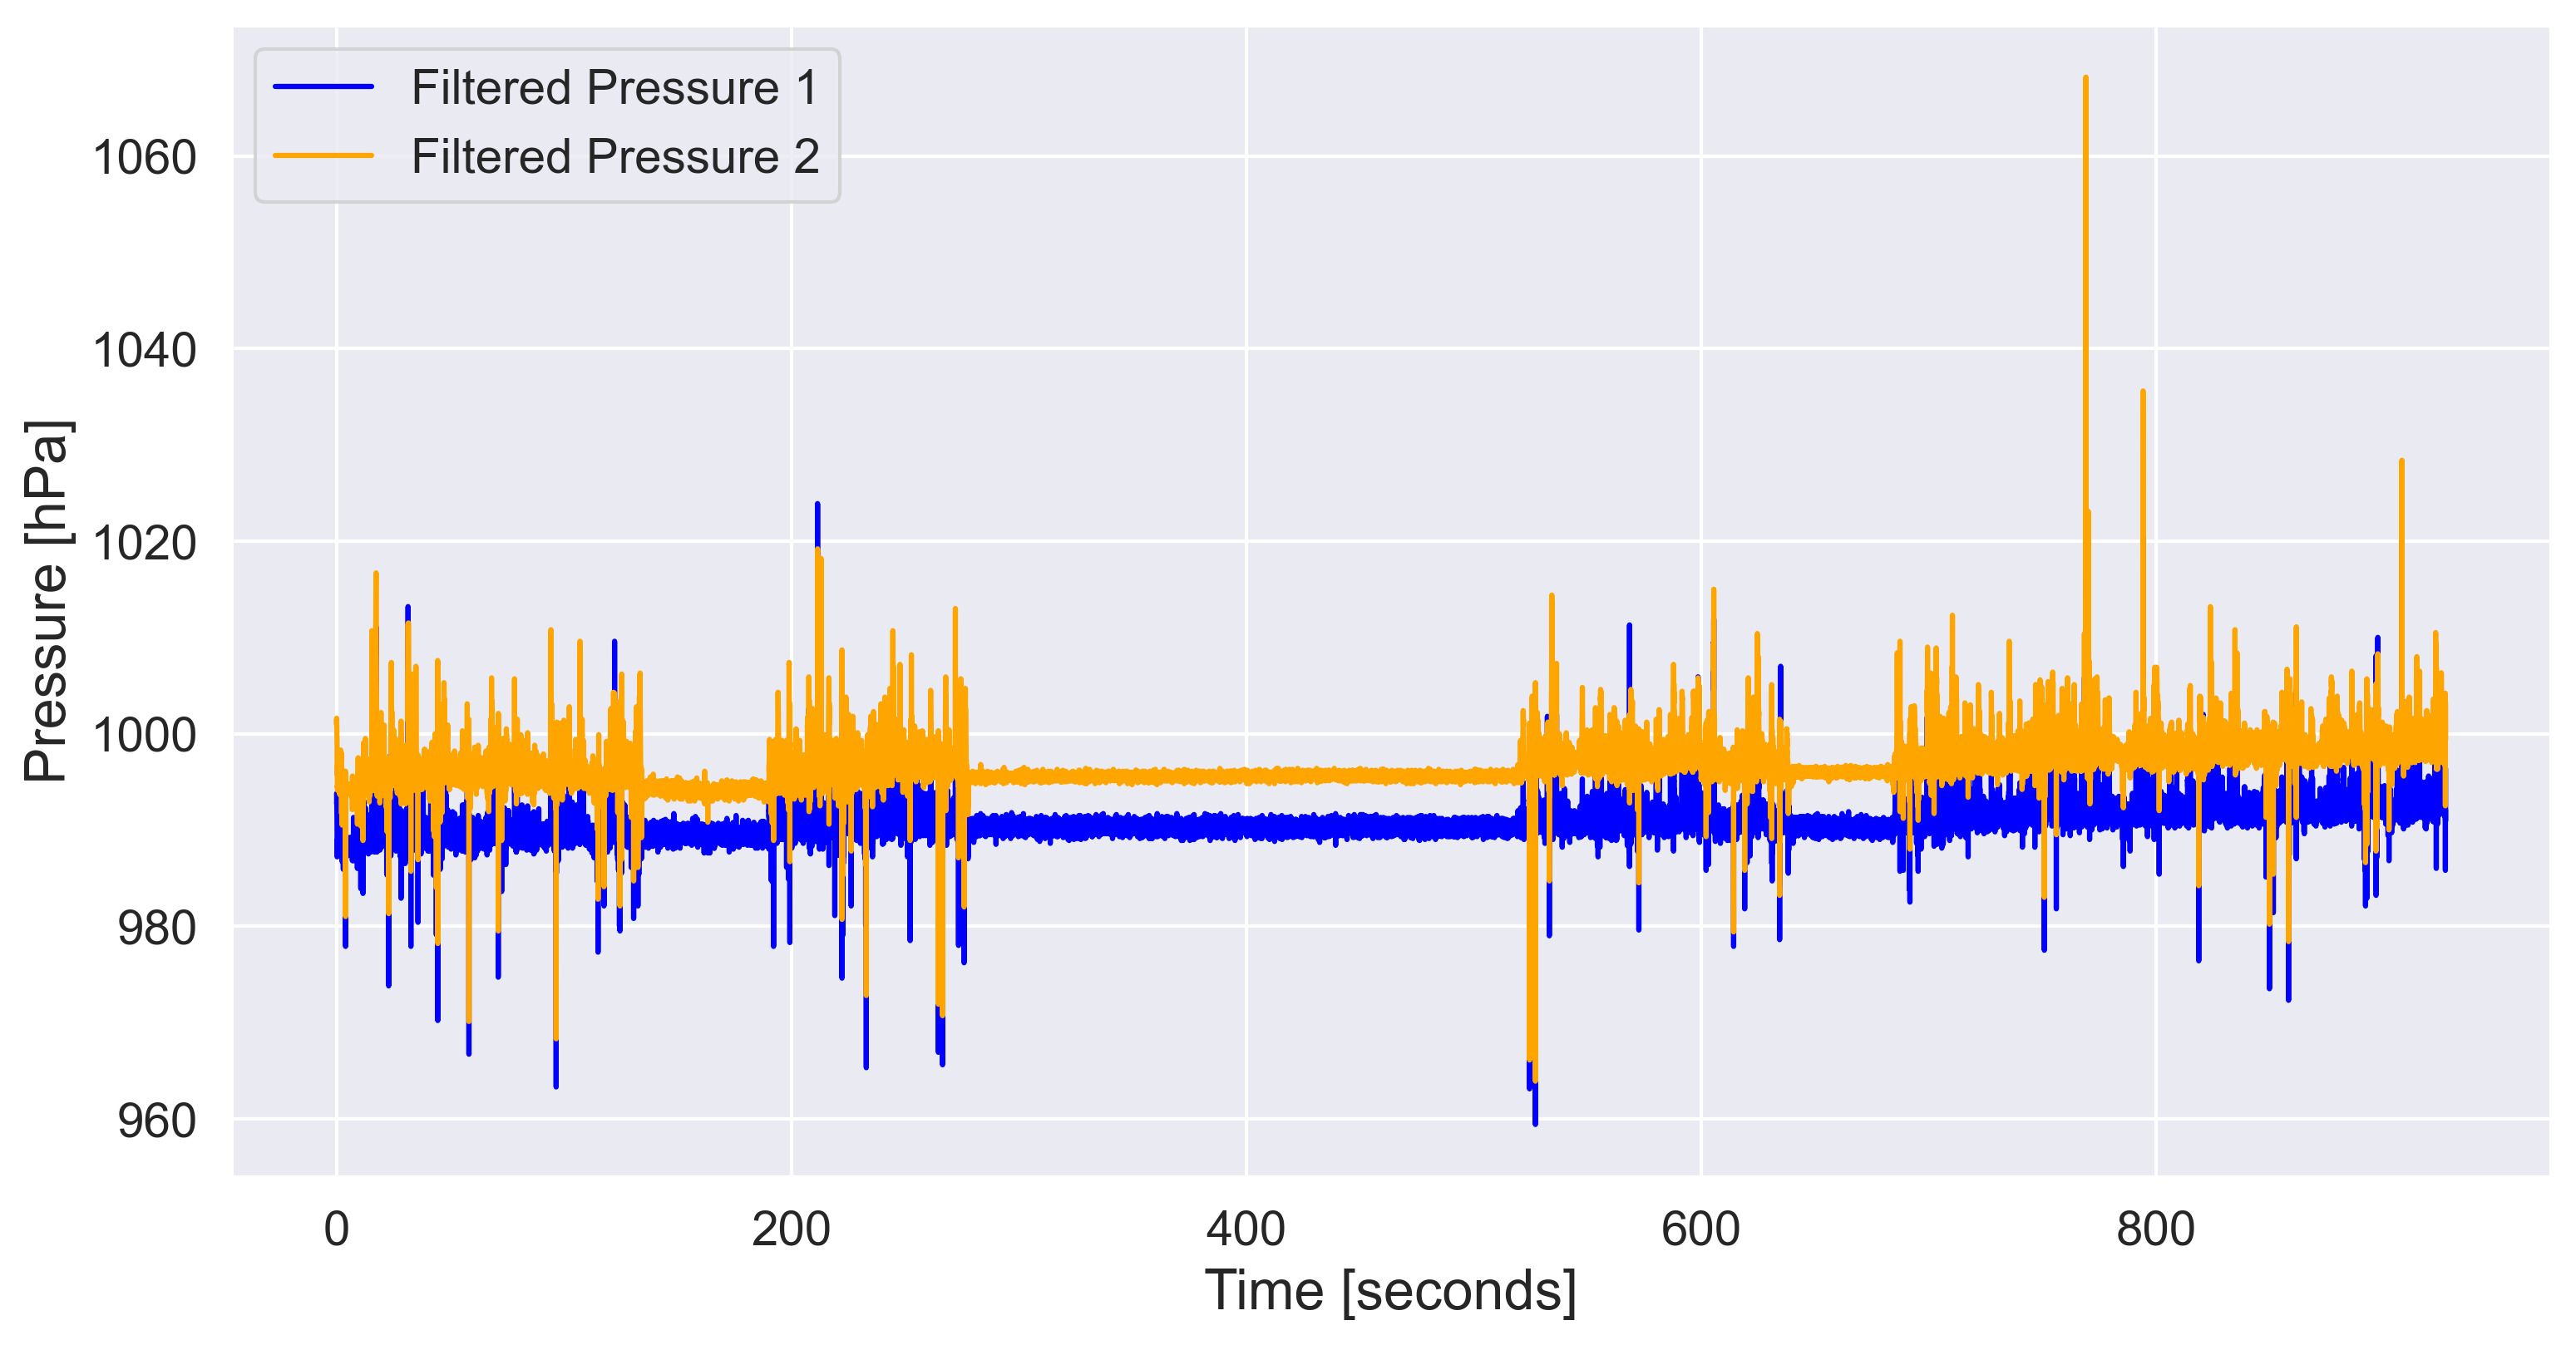 Filtered Pressure 1
Filtered Pressure 2
1060
1040
1020
1000
980
960
Pressure [hPa]
0 200 400 600 800
Time [seconds]